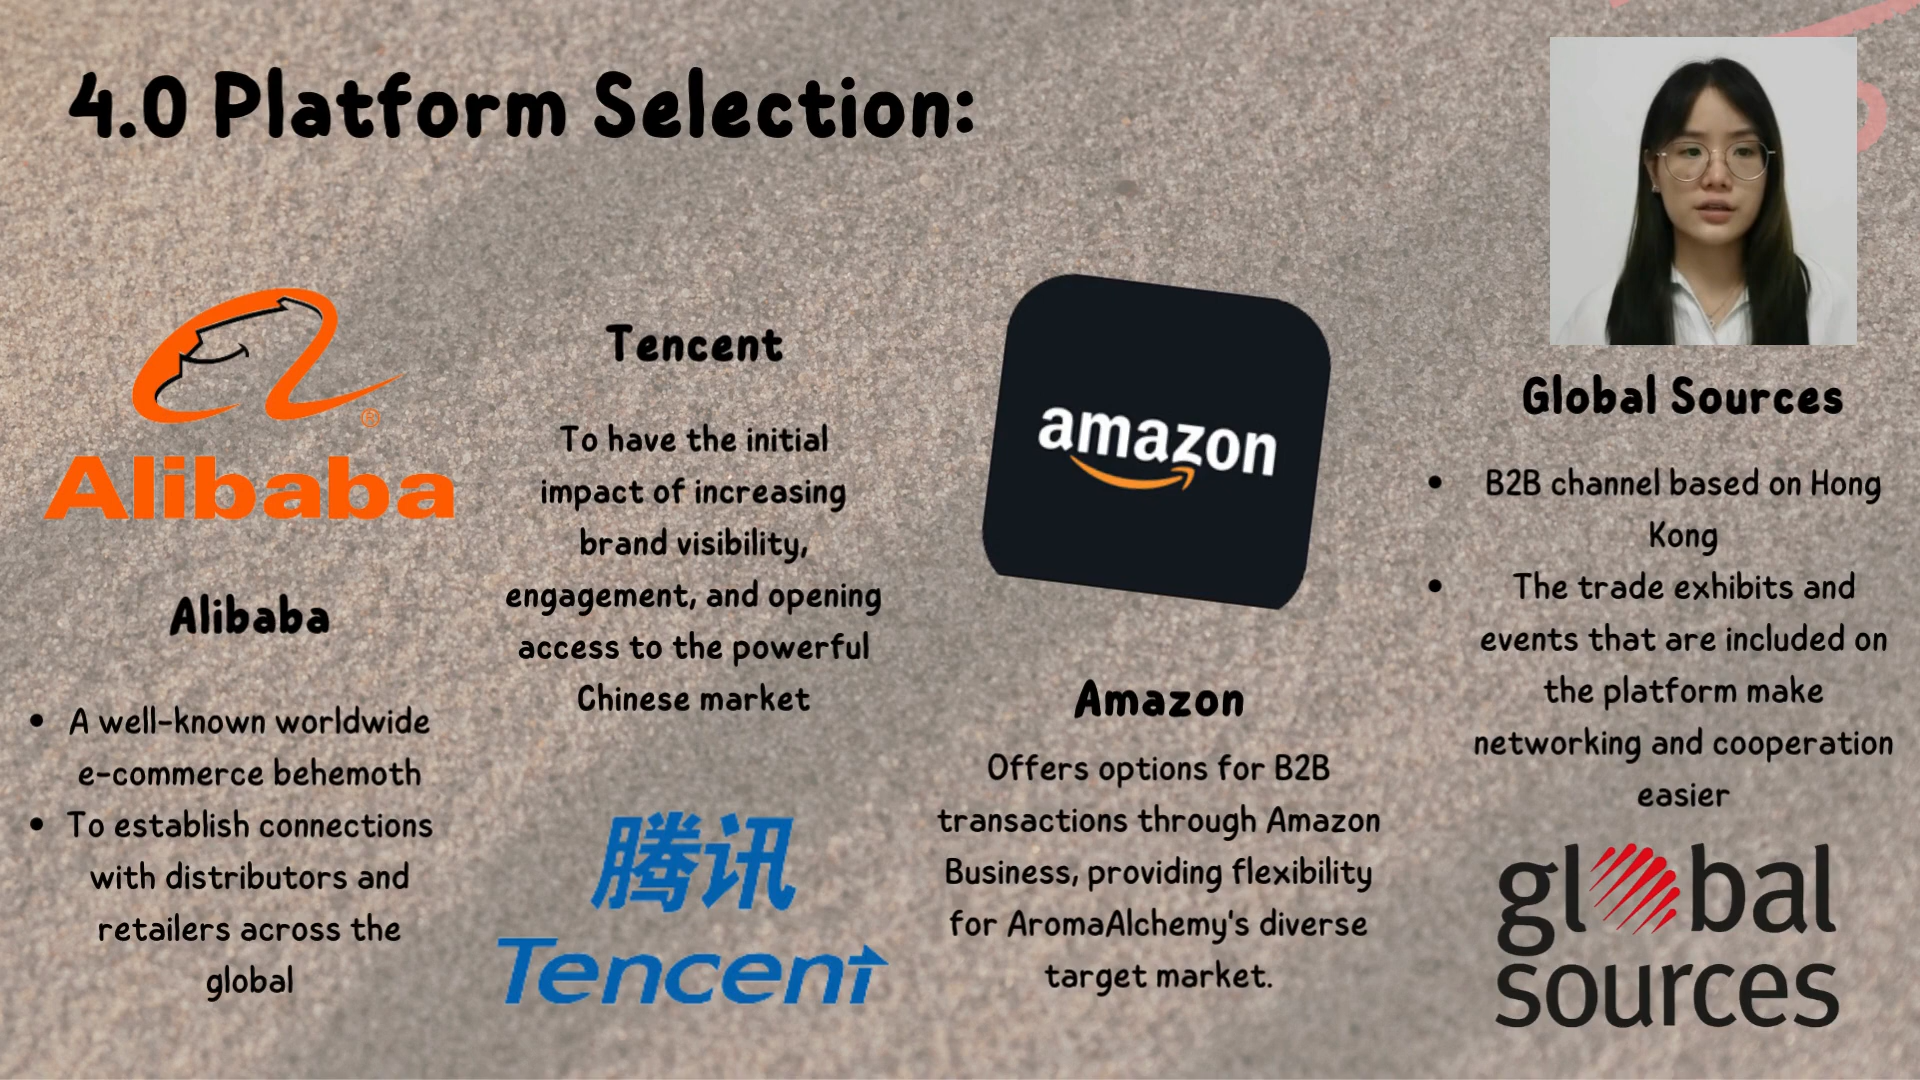 4.0 Platform Selection:
Alibaba
®
Alibaba
• A well-known worldwide
e-commerce behemoth
• To establish connections
with distributors and
retailers across the
global
Tencent
To have the initial
impact of increasing
brand visibility,
engagement, and opening
access to the powerful
Chinese market
腾讯
Tencent
amazon
Amazon
Offers options for B2B
transactions through Amazon
Business, providing flexibility
for AromaAlchemy's diverse
target market.
Global Sources
• B2B channel based on Hong
Kong
• The trade exhibits and
events that are included on
the platform make
networking and cooperation
easier
global
sources